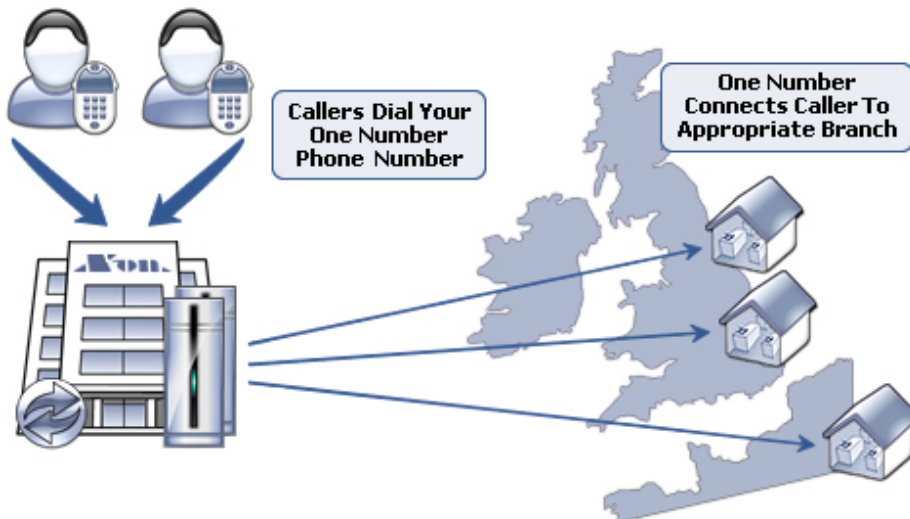 Callers Dial Your
One Number
Phone Number
One Number
Connects Caller To
Appropriate Branch